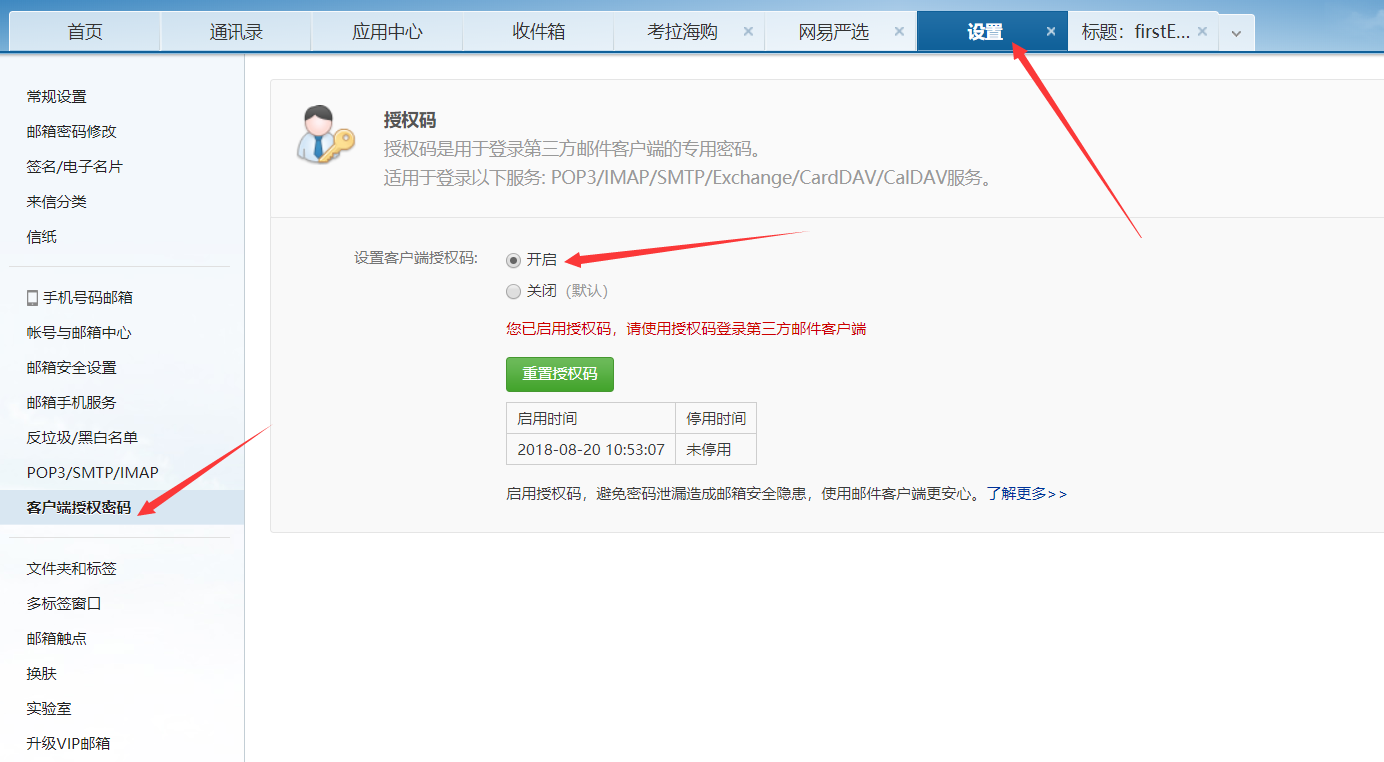 首页 通讯录 应用中心 收件箱 考拉海购 × 网易严选 × 设置 × 标题：firstE... ×
常规设置
邮箱密码修改
签名/电子名片
来信分类
信纸
手机号码邮箱
帐号与邮箱中心
邮箱安全设置
邮箱手机服务
反垃圾/黑白名单
POP3/SMTP/IMAP
客户端授权密码
文件夹和标签
多标签窗口
邮箱触点
换肤
实验室
升级VIP邮箱
授权码
授权码是用于登录第三方邮件客户端的专用密码。
适用于登录以下服务: POP3/IMAP/SMTP/Exchange/CardDAV/CalDAV服务。
设置客户端授权码: 开启
关闭 (默认)
您已启用授权码，请使用授权码登录第三方邮件客户端
重置授权码
启用时间 停用时间
2018-08-20 10:53:07 未停用
启用授权码，避免密码泄漏造成邮箱安全隐患，使用邮件客户端更安心。了解更多>>